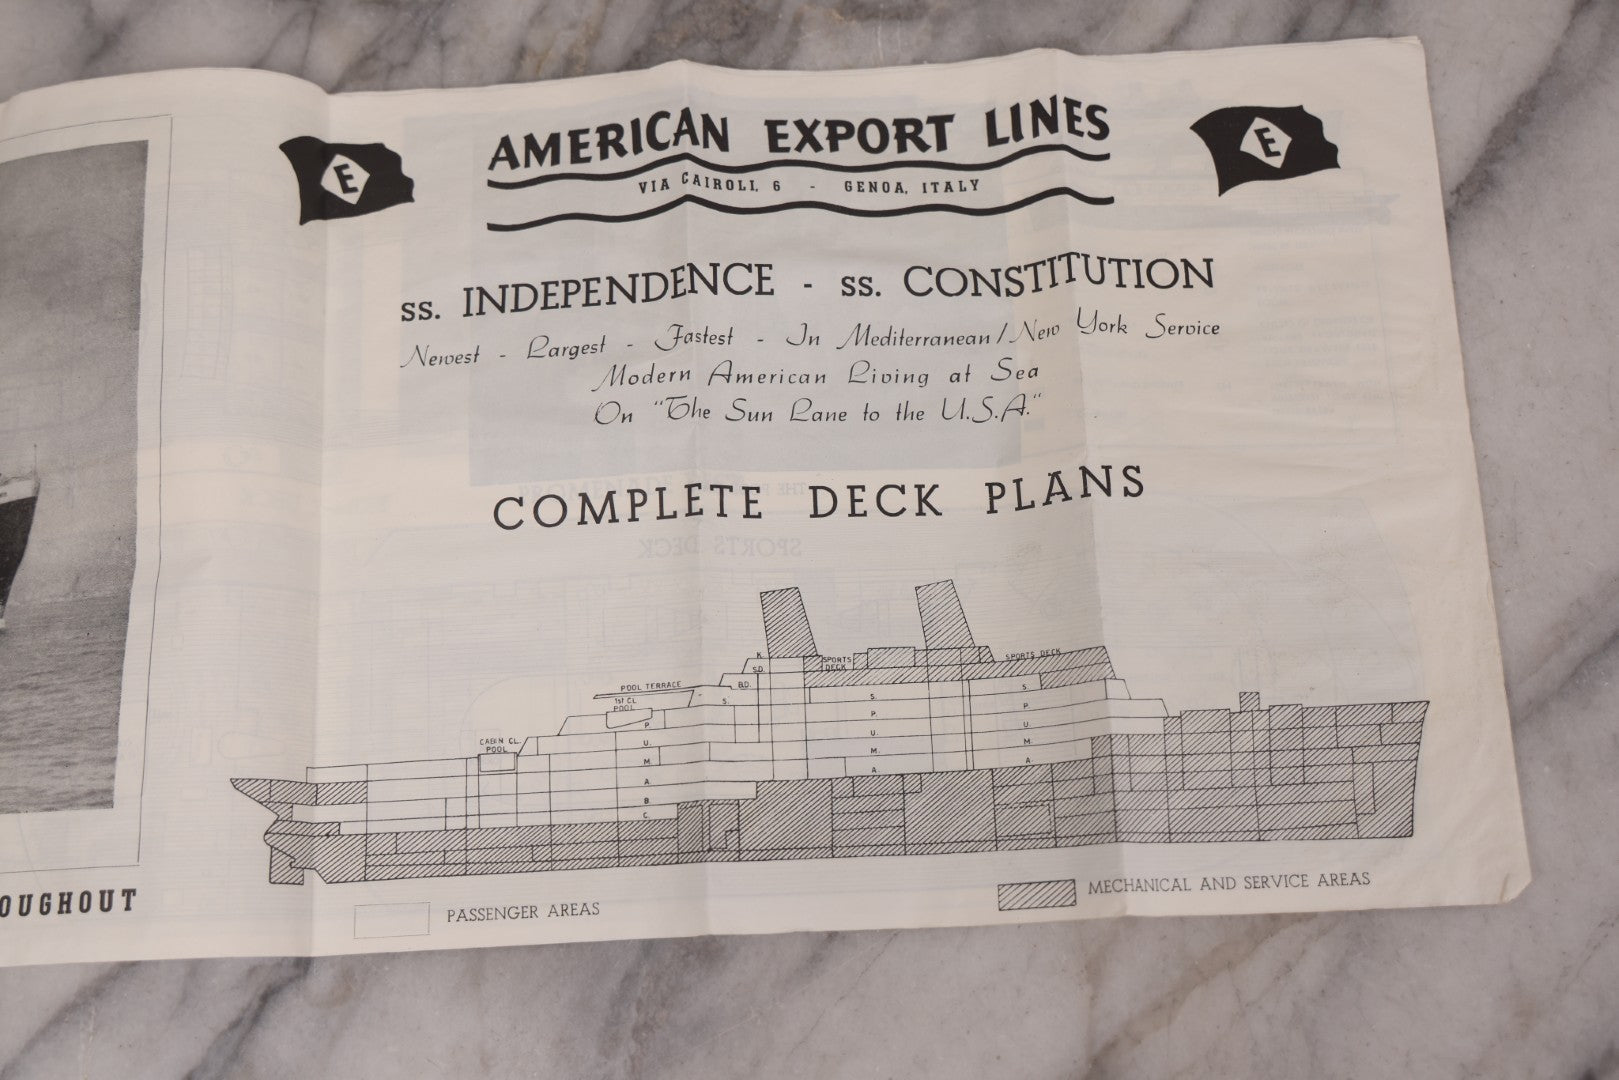 E
AMERICAN EXPORT LINES
E
VIA CAIROLI, 6 - GENOA, ITALY
ss. INDEPENDENCE - ss. CONSTITUTION
Newest - Largest - Fastest - In Mediterranean/New York Service
Modern American Living at Sea
On "The Sun Lane to the U.S.A."
COMPLETE DECK PLANS
SPORTS DECK
K.
SPORTS
DECK
SPORTS DECK
S.D.
POOL TERRACE
B.D.
S.
1st CL.
POOL
S.
S.
P.
P.
P.
CABIN CL.
POOL
U.
U.
U.
M.
M.
M.
A.
A.
A.
B.
C.
OUGHOUT
PASSENGER AREAS
MECHANICAL AND SERVICE AREAS